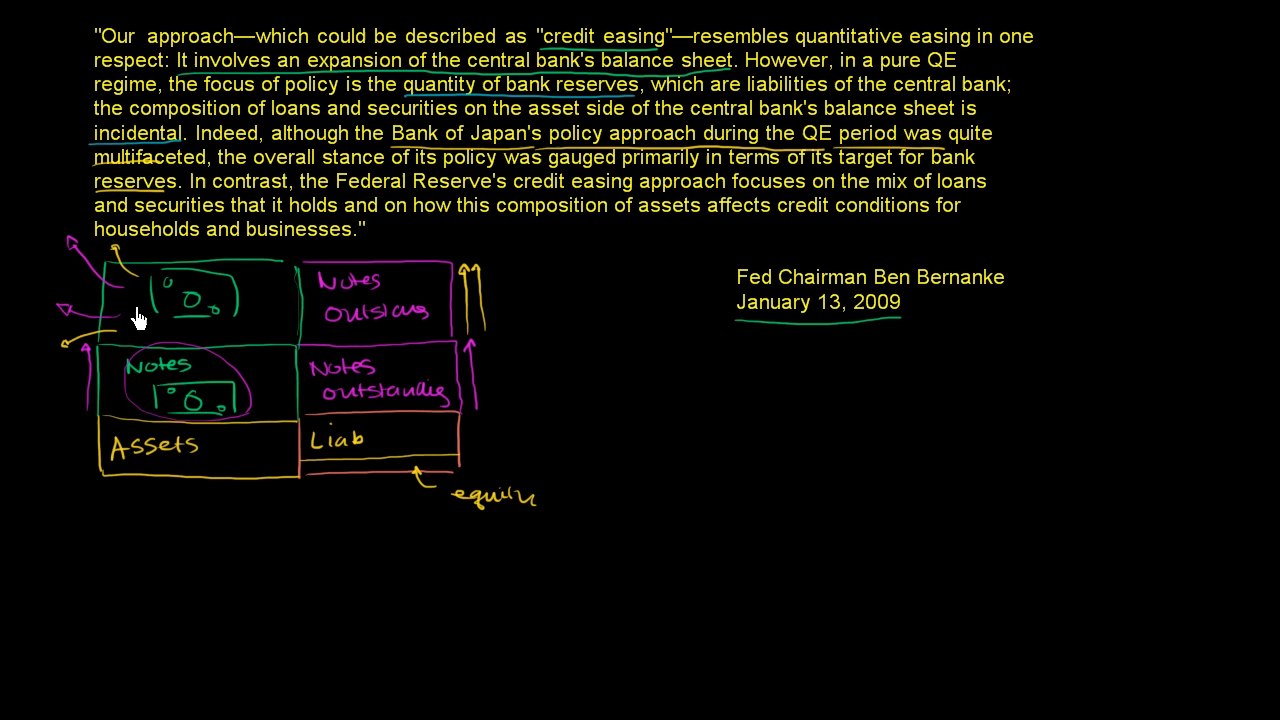 "Our approach—which could be described as "credit easing"—resembles quantitative easing in one
respect: It involves an expansion of the central bank's balance sheet. However, in a pure QE
regime, the focus of policy is the quantity of bank reserves, which are liabilities of the central bank;
the composition of loans and securities on the asset side of the central bank's balance sheet is
incidental. Indeed, although the Bank of Japan's policy approach during the QE period was quite
multifaceted, the overall stance of its policy was gauged primarily in terms of its target for bank
reserves. In contrast, the Federal Reserve's credit easing approach focuses on the mix of loans
and securities that it holds and on how this composition of assets affects credit conditions for
households and businesses."
Fed Chairman Ben Bernanke
January 13, 2009
Notes
Notes
Notes
outstanding
Assets
Liab